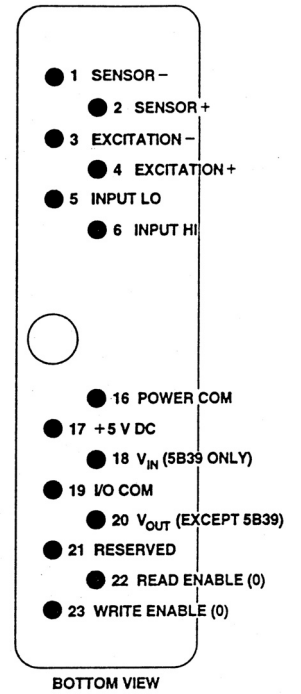 1 SENSOR −
2 SENSOR +
3 EXCITATION −
4 EXCITATION +
5 INPUT LO
6 INPUT HI
16 POWER COM
17 +5 V DC
18 VIN (5B39 ONLY)
19 I/O COM
20 VOUT (EXCEPT 5B39)
21 RESERVED
22 READ ENABLE (0)
23 WRITE ENABLE (0)
BOTTOM VIEW